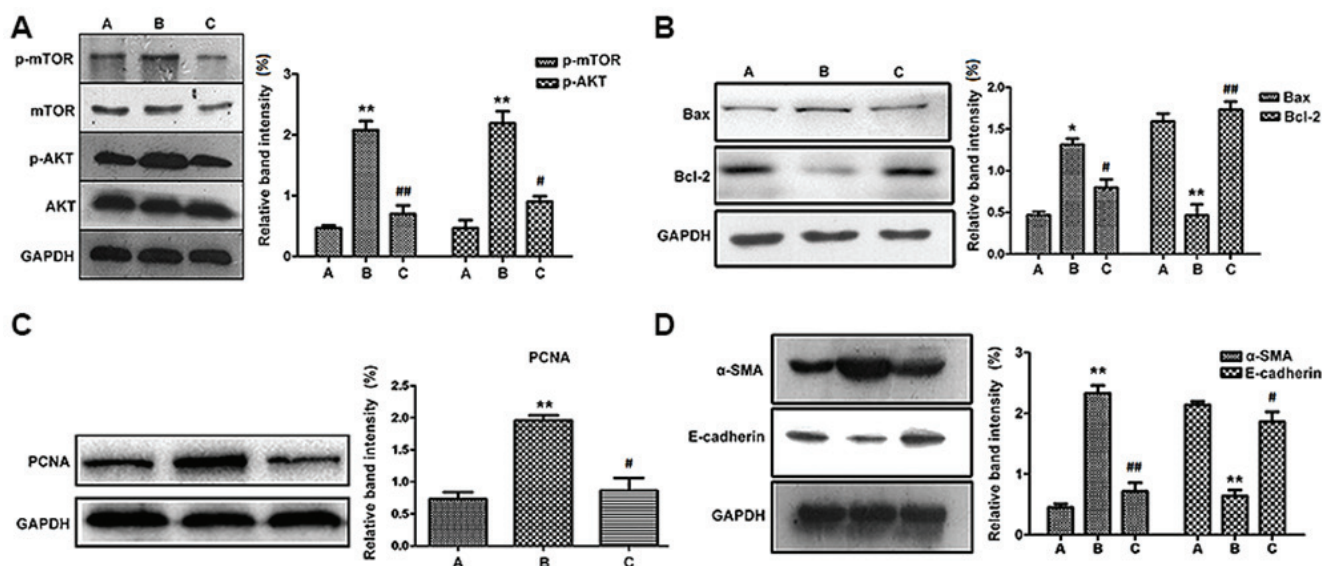 A
A B C
p-mTOR
mTOR
p-AKT
AKT
GAPDH
Relative band intensity (%)
3
2
1
0
** ## ** #
A B C A B C
p-mTOR
p-AKT
B
A B C
Bax
Bcl-2
GAPDH
Relative band intensity (%)
2.0
1.5
1.0
0.5
0.0
* # ** ##
A B C A B C
Bax
Bcl-2
C
PCNA
GAPDH
PCNA
Relative band intensity (%)
2.5
2.0
1.5
1.0
0.5
0.0
** #
A B C
D
α-SMA
E-cadherin
GAPDH
Relative band intensity (%)
3
2
1
0
** ## ** #
A B C A B C
α-SMA
E-cadherin